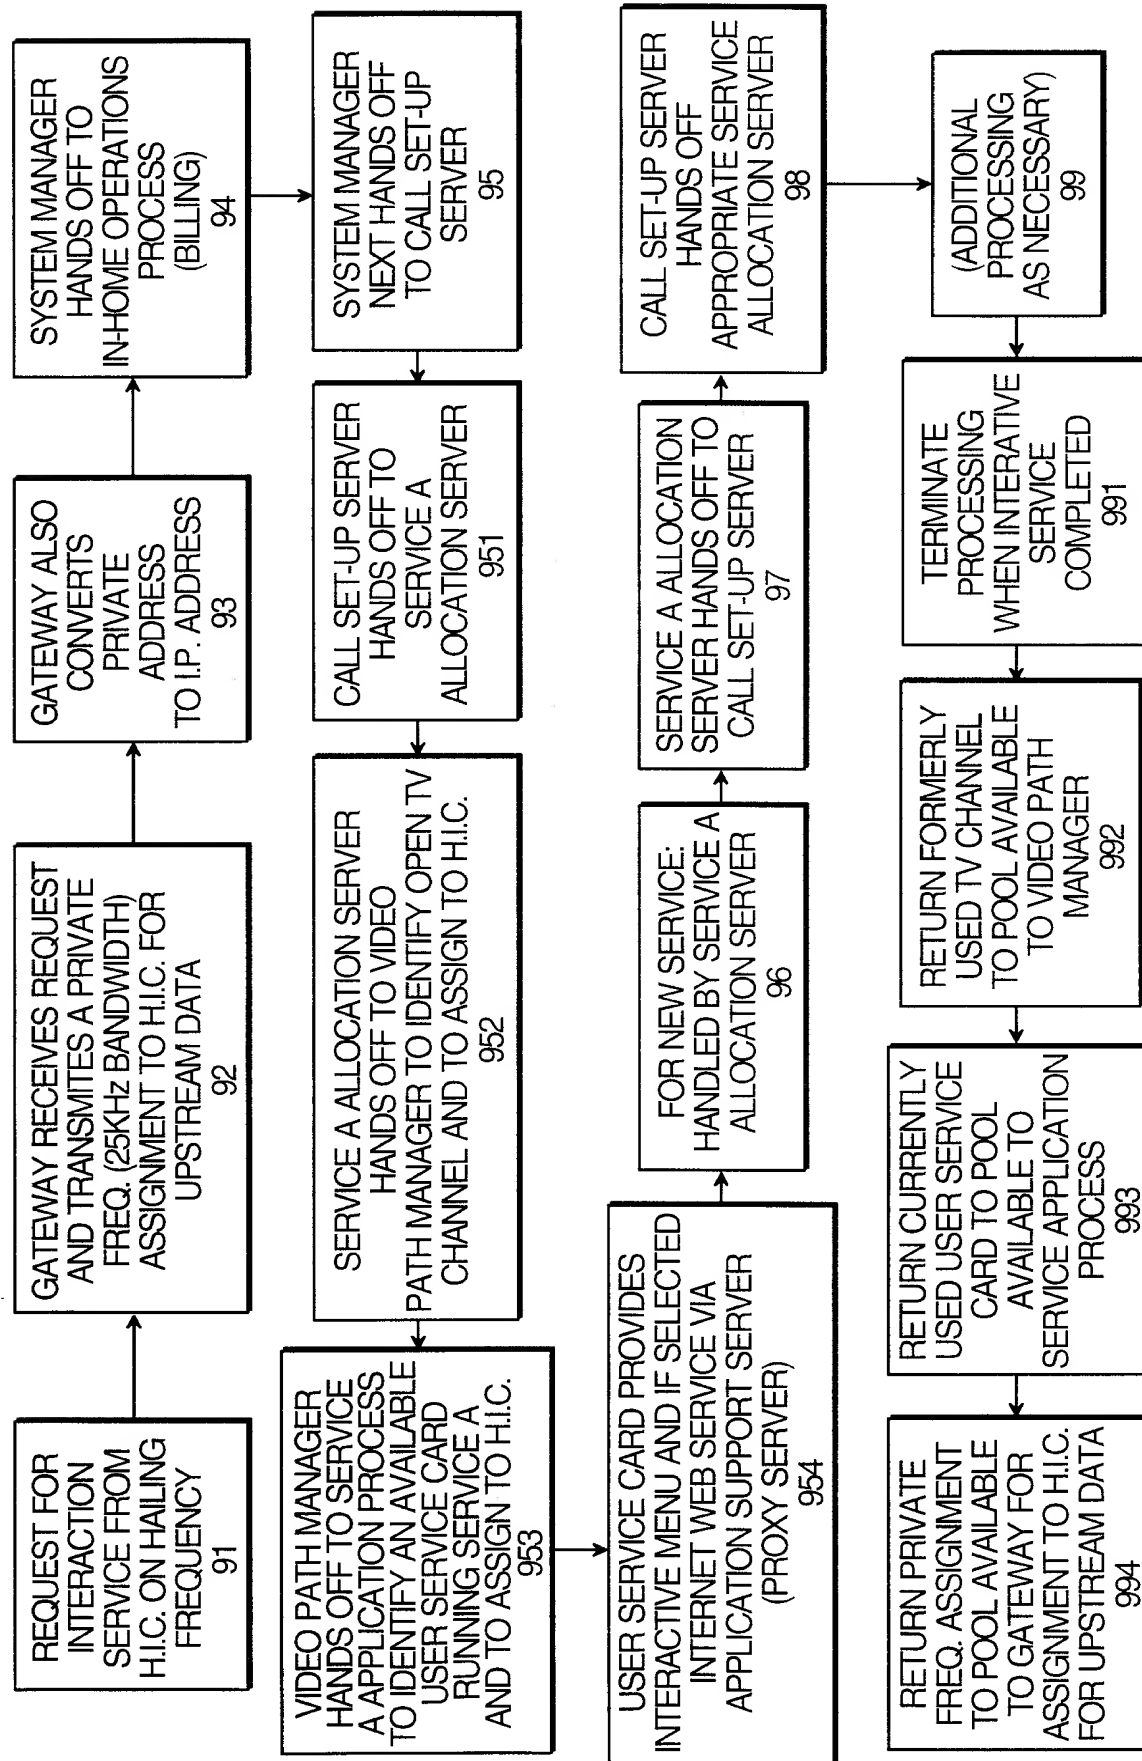 REQUEST FOR
INTERACTION
SERVICE FROM
H.I.C. ON HAILING
FREQUENCY
91
GATEWAY RECEIVES REQUEST
AND TRANSMITES A PRIVATE
FREQ. (25KHz BANDWIDTH)
ASSIGNMENT TO H.I.C. FOR
UPSTREAM DATA
92
GATEWAY ALSO
CONVERTS
PRIVATE
ADDRESS
TO I.P. ADDRESS
93
SYSTEM MANAGER
HANDS OFF TO
IN-HOME OPERATIONS
PROCESS
(BILLING)
94
SYSTEM MANAGER
NEXT HANDS OFF
TO CALL SET-UP
SERVER
95
CALL SET-UP SERVER
HANDS OFF TO
SERVICE A
ALLOCATION SERVER
951
SERVICE A ALLOCATION SERVER
HANDS OFF TO VIDEO
PATH MANAGER TO IDENTIFY OPEN TV
CHANNEL AND TO ASSIGN TO H.I.C.
952
VIDEO PATH MANAGER
HANDS OFF TO SERVICE
A APPLICATION PROCESS
TO IDENTIFY AN AVAILABLE
USER SERVICE CARD
RUNNING SERVICE A
AND TO ASSIGN TO H.I.C.
953
USER SERVICE CARD PROVIDES
INTERACTIVE MENU AND IF SELECTED
INTERNET WEB SERVICE VIA
APPLICATION SUPPORT SERVER
(PROXY SERVER)
954
FOR NEW SERVICE:
HANDLED BY SERVICE A
ALLOCATION SERVER
96
SERVICE A ALLOCATION
SERVER HANDS OFF TO
CALL SET-UP SERVER
97
CALL SET-UP SERVER
HANDS OFF
APPROPRIATE SERVICE
ALLOCATION SERVER
98
(ADDITIONAL
PROCESSING
AS NECESSARY)
99
TERMINATE
PROCESSING
WHEN INTERATIVE
SERVICE
COMPLETED
991
RETURN FORMERLY
USED TV CHANNEL
TO POOL AVAILABLE
TO VIDEO PATH
MANAGER
992
RETURN CURRENTLY
USED USER SERVICE
CARD TO POOL
AVAILABLE TO
SERVICE APPLICATION
PROCESS
993
RETURN PRIVATE
FREQ. ASSIGNMENT
TO POOL AVAILABLE
TO GATEWAY FOR
ASSIGNMENT TO H.I.C.
FOR UPSTREAM DATA
994